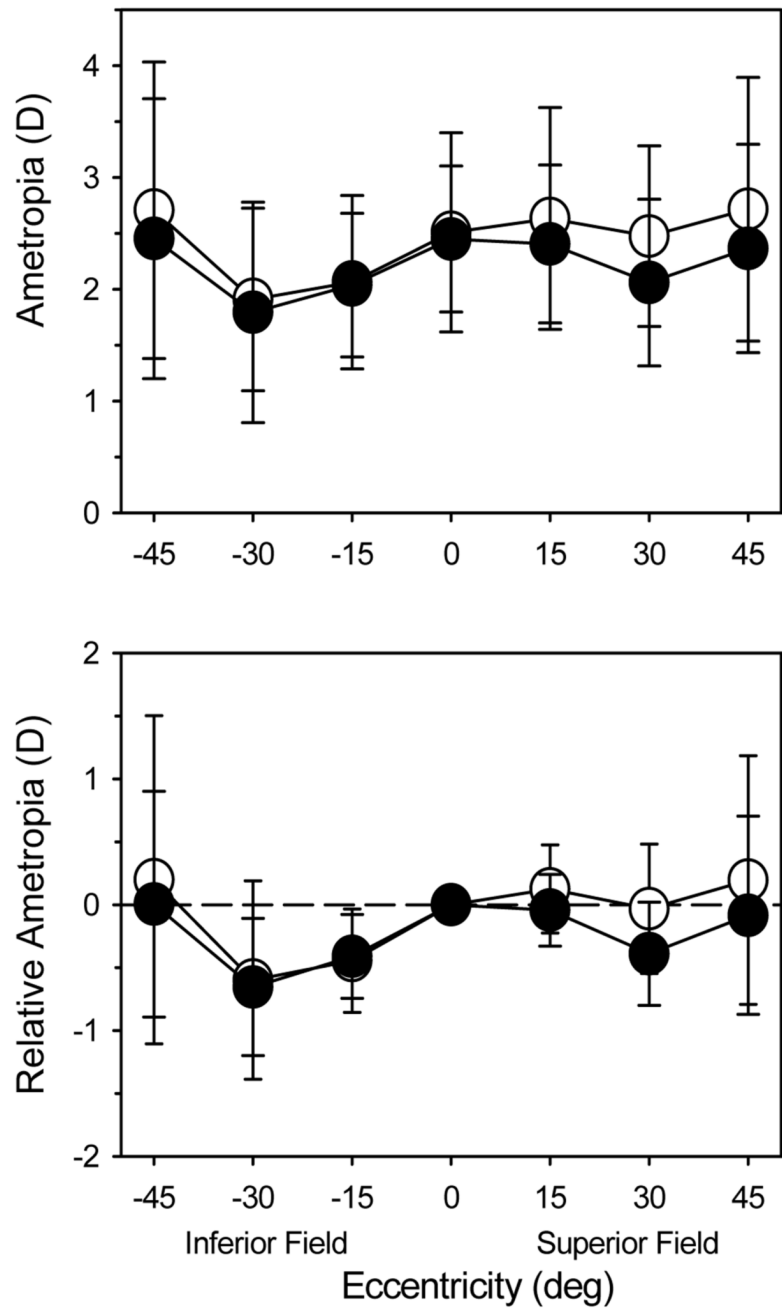 Ametropia (D)
4
3
2
1
0
-45 -30 -15 0 15 30 45
Relative Ametropia (D)
2
1
0
-1
-2
-45 -30 -15 0 15 30 45
Inferior Field Superior Field
Eccentricity (deg)